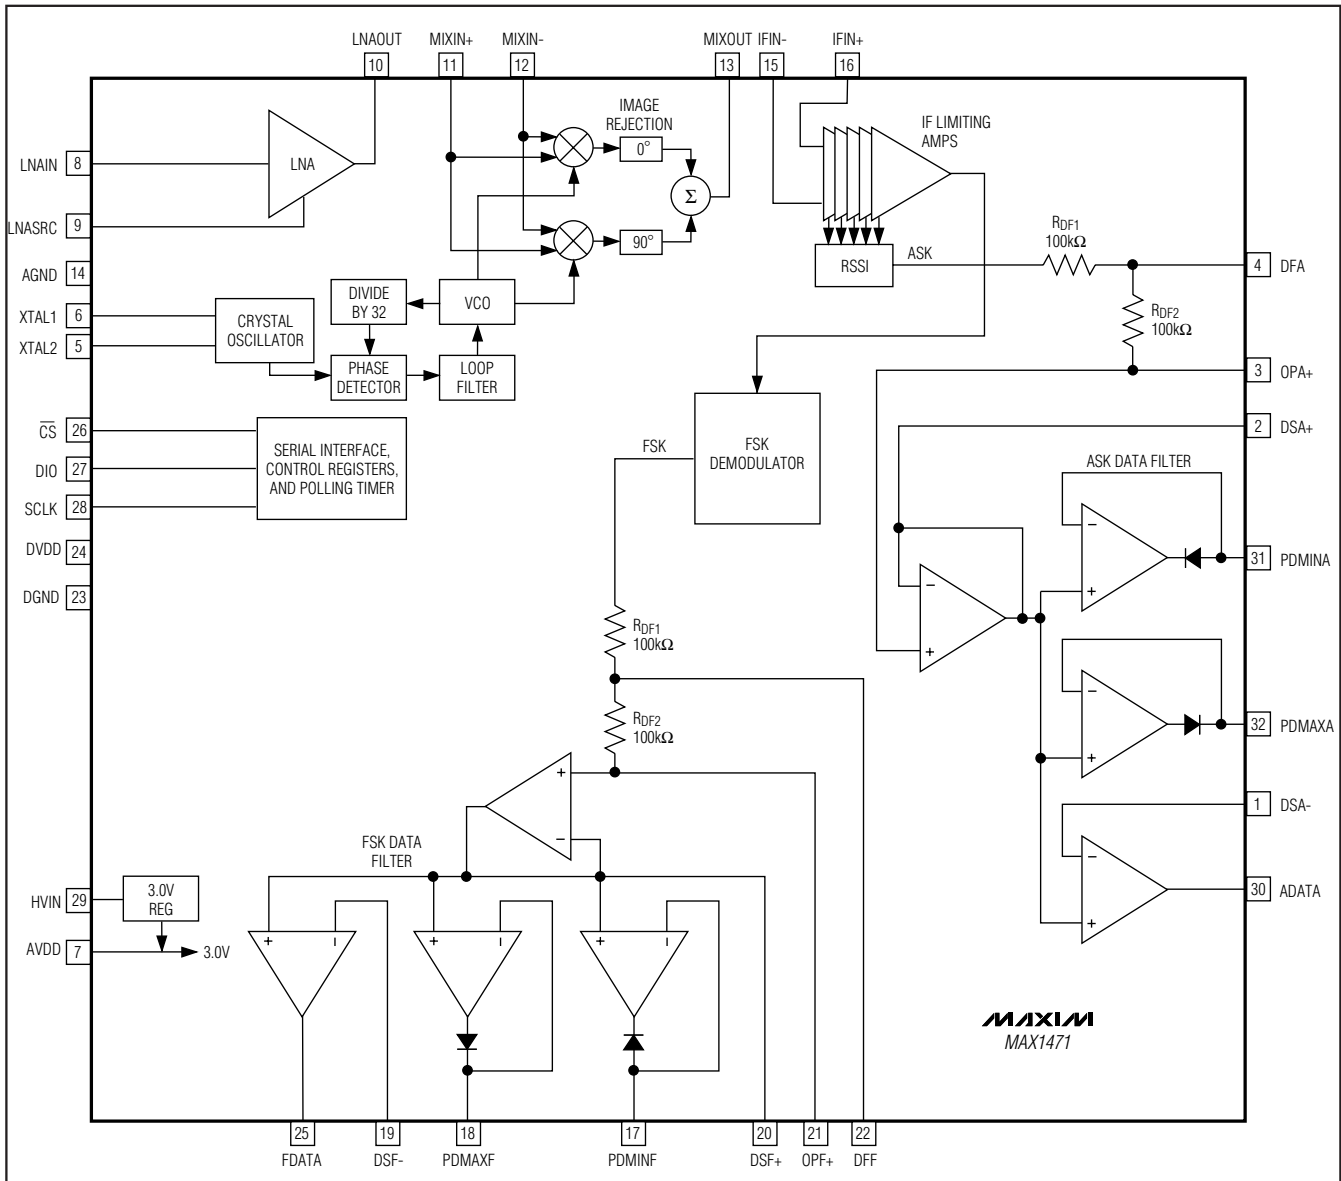 LNAOUT
MIXIN+
MIXIN-
MIXOUT
IFIN-
IFIN+
10
11
12
13
15
16
IMAGE
REJECTION
0°
IF LIMITING
AMPS
LNAIN
8
LNA
Σ
LNASRC
9
90°
RSSI
ASK
RDF1
100kΩ
4
DFA
AGND
14
XTAL1
6
XTAL2
5
CRYSTAL
OSCILLATOR
DIVIDE
BY 32
VCO
PHASE
DETECTOR
LOOP
FILTER
RDF2
100kΩ
3
OPA+
CS
26
DIO
27
SCLK
28
SERIAL INTERFACE,
CONTROL REGISTERS,
AND POLLING TIMER
FSK
FSK
DEMODULATOR
2
DSA+
ASK DATA FILTER
DVDD
24
DGND
23
−
+
−
+
31
PDMINA
RDF1
100kΩ
RDF2
100kΩ
−
+
32
PDMAXA
+
−
FSK DATA
FILTER
1
DSA-
−
+
30
ADATA
HVIN
29
3.0V
REG
AVDD
7
3.0V
+
−
+
−
+
−
MAXIM
MAX1471
25
19
18
17
20
21
22
FDATA
DSF-
PDMAXF
PDMINF
DSF+
OPF+
DFF